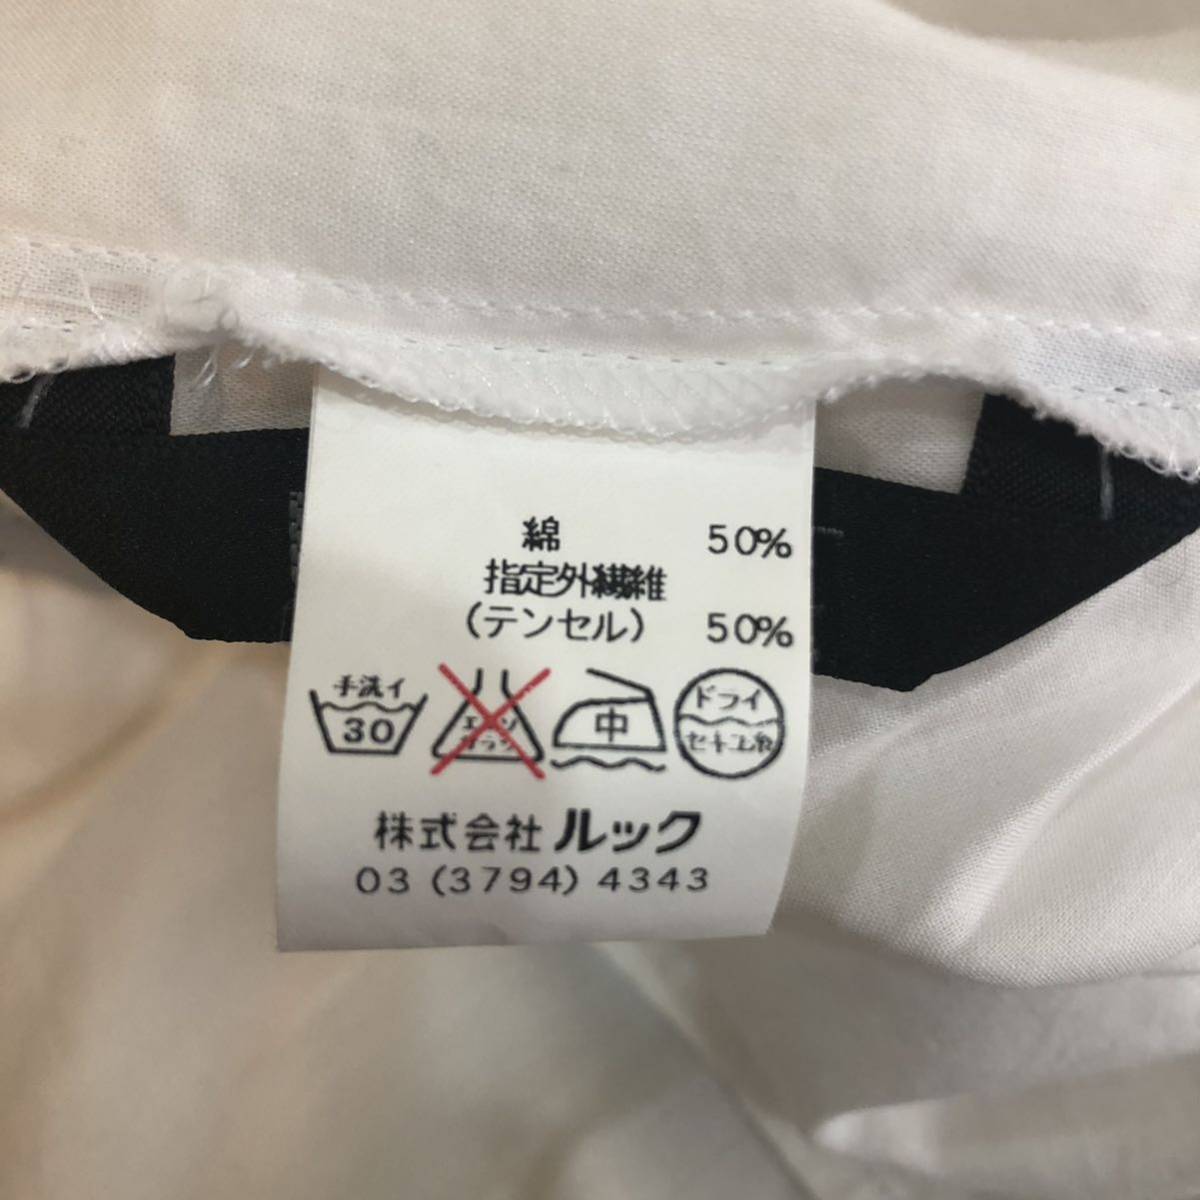 綿 50%
指定外繊維
(テンセル) 50%
手洗イ 30
エンソ サラシ
中
ドライ セキユ系
株式会社 ルック
03 (3794) 4343